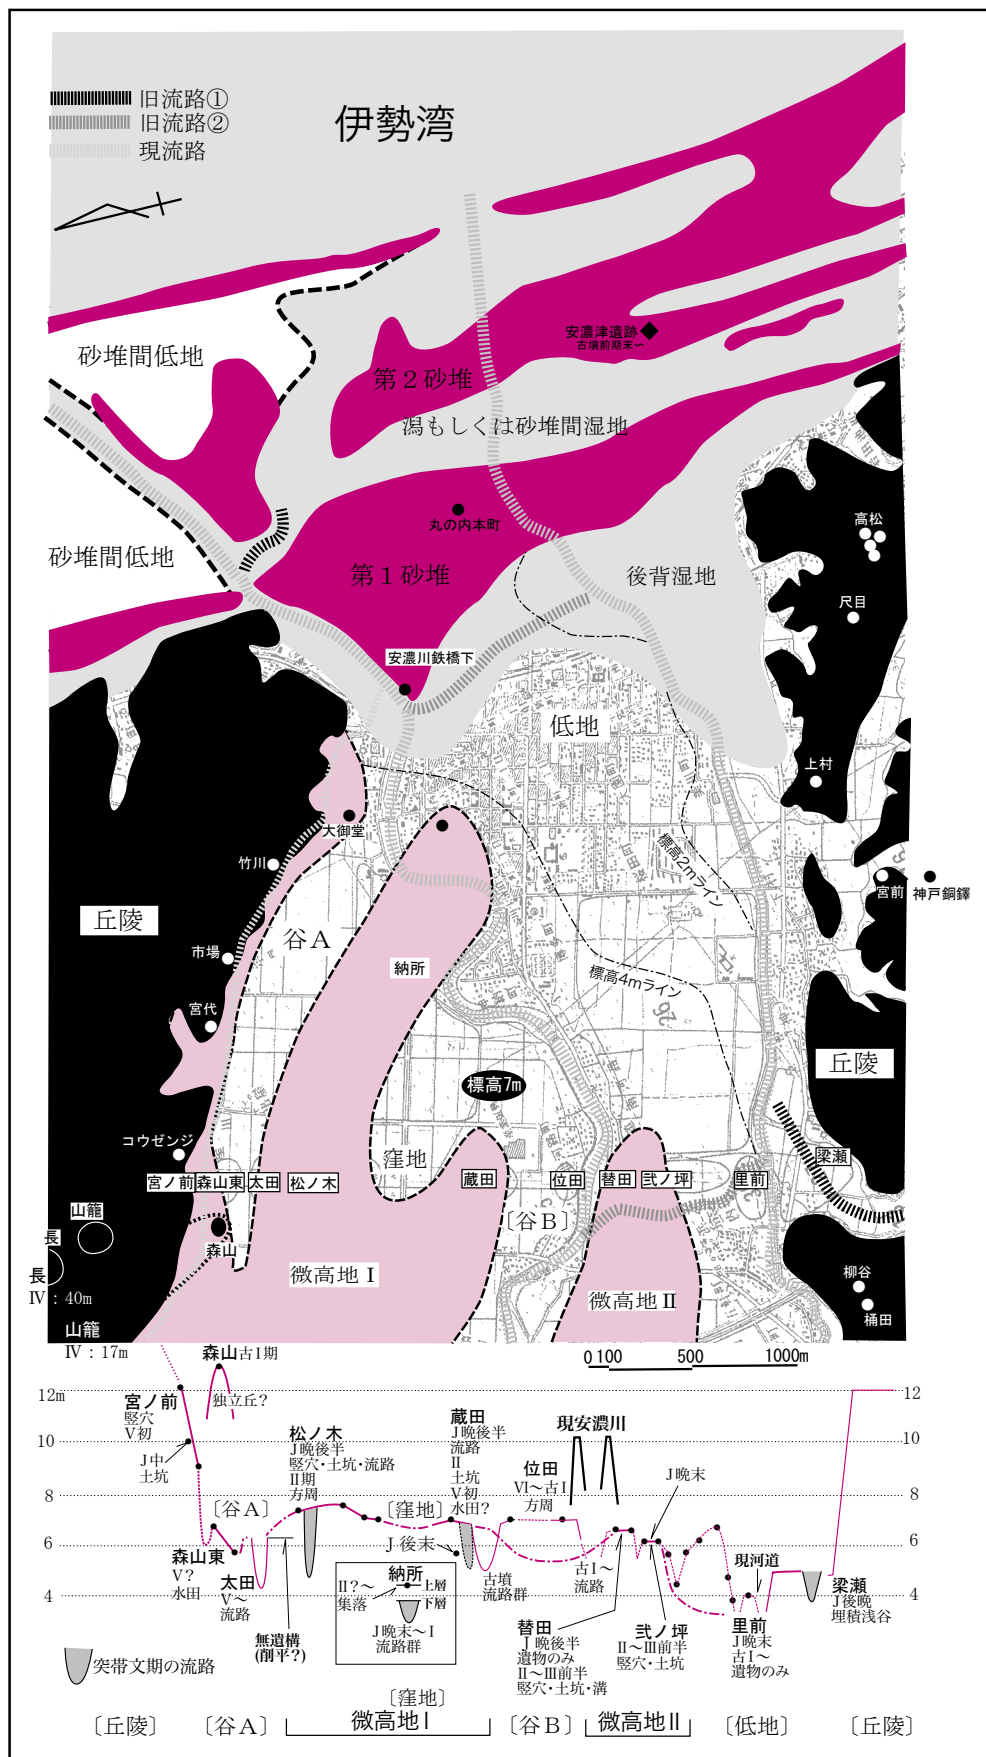 旧流路①
旧流路②
現流路
伊勢湾
安濃津遺跡
古墳前期末〜
砂堆間低地
第２砂堆
潟もしくは砂堆間湿地
丸の内本町
高松
砂堆間低地
第１砂堆
後背湿地
尺目
安濃川鉄橋下
低地
上村
大御堂
竹川
標高2mライン
宮前
神戸銅鐸
丘陵
谷A
市場
納所
標高4mライン
宮代
丘陵
標高7m
コウゼンジ
窪地
梁瀬
宮ノ前
森山東
太田
松ノ木
蔵田
位田
替田
弐ノ坪
里前
山籠
〔谷B〕
長
森山
微高地Ⅰ
長
Ⅳ：40m
柳谷
微高地Ⅱ
桶田
山籠
Ⅳ：17m
森山古Ⅰ期
0 100 500 1000m
12m
12
宮ノ前
竪穴
Ⅴ初
独立丘?
J中
土坑
松ノ木
J晩後半
竪穴・土坑・流路
Ⅱ期
方周
蔵田
J晩後半
流路
Ⅱ
土坑
Ⅴ初
水田?
現安濃川
位田
Ⅵ〜古Ⅰ
方周
J晩末
10
10
8
8
〔谷A〕
〔窪地〕
6
6
森山東
Ⅴ?
水田
太田
Ⅴ〜
流路
J後末
古墳
流路群
古Ⅰ〜
流路
現河道
4
4
納所
Ⅱ?〜
集落
上層
下層
J晩末〜Ⅰ
流路群
無遺構
(削平?)
替田
J晩後半
遺物のみ
Ⅱ〜Ⅲ前半
竪穴・土坑・溝
弐ノ坪
Ⅱ〜Ⅲ前半
竪穴・土坑
里前
J晩末
古Ⅰ〜
遺物のみ
梁瀬
J後晩
埋積浅谷
突帯文期の流路
〔窪地〕
〔丘陵〕
〔谷A〕
微高地Ⅰ
〔谷B〕
微高地Ⅱ
〔低地〕
〔丘陵〕